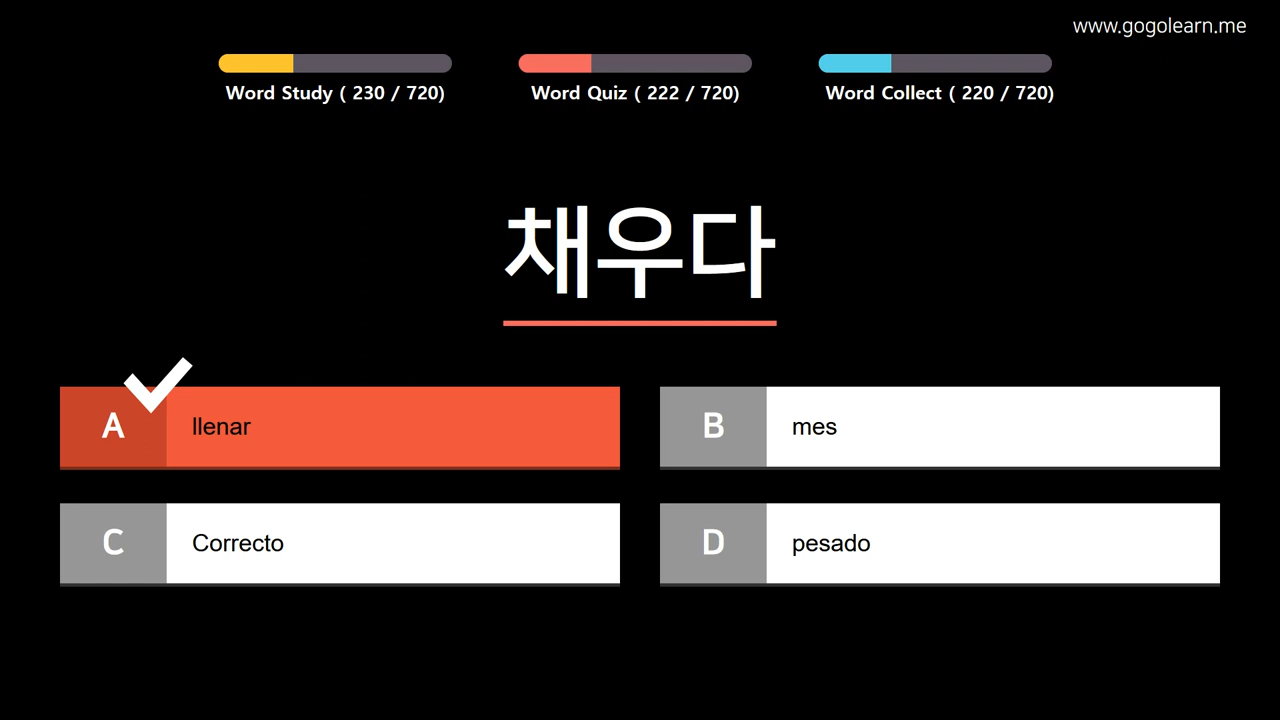 www.gogolearn.me
Word Study ( 230 / 720)
Word Quiz ( 222 / 720)
Word Collect ( 220 / 720)
채우다
A llenar
B mes
C Correcto
D pesado